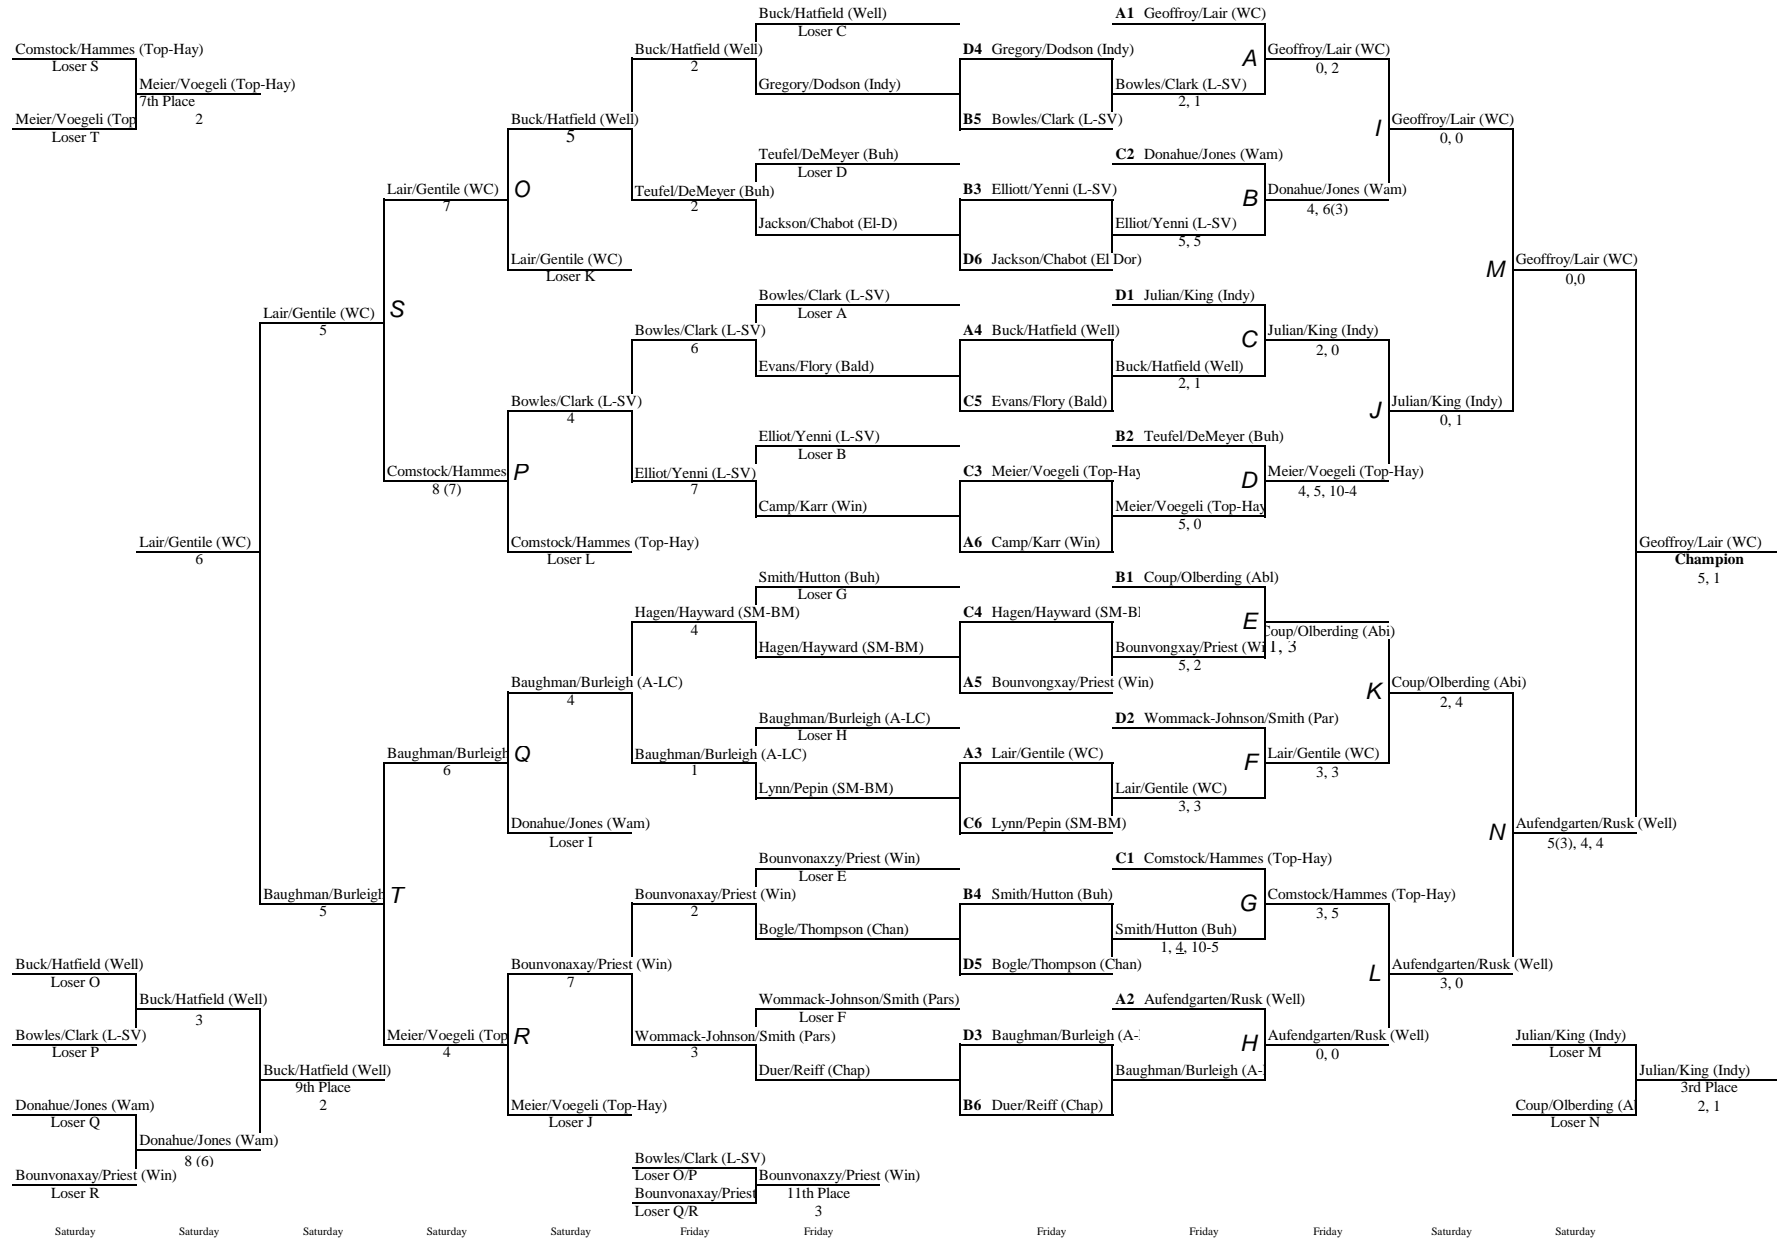 Comstock/Hammes (Top-Hay)
Loser S
Meier/Voegeli (Top-Hay)
7th Place
2
Meier/Voegeli (Top
Loser T
Lair/Gentile (WC)
6
Buck/Hatfield (Well)
Loser O
Buck/Hatfield (Well)
3
Bowles/Clark (L-SV)
Loser P
Buck/Hatfield (Well)
9th Place
2
Donahue/Jones (Wam)
Loser Q
Donahue/Jones (Wam)
8 (6)
Bounvonaxay/Priest (Win)
Loser R
Lair/Gentile (WC)
5
Baughman/Burleigh
5
Lair/Gentile (WC)
7
S
Comstock/Hammes
8 (7)
Baughman/Burleigh
6
T
Meier/Voegeli (Top
4
Buck/Hatfield (Well)
5
O
Lair/Gentile (WC)
Loser K
Bowles/Clark (L-SV)
4
P
Comstock/Hammes (Top-Hay)
Loser L
Baughman/Burleigh (A-LC)
4
Q
Donahue/Jones (Wam)
Loser I
Bounvonaxay/Priest (Win)
7
R
Meier/Voegeli (Top-Hay)
Loser J
Buck/Hatfield (Well)
2
Teufel/DeMeyer (Buh)
2
Bowles/Clark (L-SV)
6
Elliot/Yenni (L-SV)
7
Hagen/Hayward (SM-BM)
4
Baughman/Burleigh (A-LC)
1
Bounvonaxay/Priest (Win)
2
Wommack-Johnson/Smith (Pars)
3
Bowles/Clark (L-SV)
Loser O/P
Bounvonaxzy/Priest (Win)
Bounvonaxay/Priest
11th Place
Loser Q/R
3
Buck/Hatfield (Well)
Loser C
Gregory/Dodson (Indy)
Teufel/DeMeyer (Buh)
Loser D
Jackson/Chabot (El-D)
Bowles/Clark (L-SV)
Loser A
Evans/Flory (Bald)
Elliot/Yenni (L-SV)
Loser B
Camp/Karr (Win)
Smith/Hutton (Buh)
Loser G
Hagen/Hayward (SM-BM)
Baughman/Burleigh (A-LC)
Loser H
Lynn/Pepin (SM-BM)
Bounvonaxzy/Priest (Win)
Loser E
Bogle/Thompson (Chan)
Wommack-Johnson/Smith (Pars)
Loser F
Duer/Reiff (Chap)
D4 Gregory/Dodson (Indy)
B5 Bowles/Clark (L-SV)
B3 Elliott/Yenni (L-SV)
D6 Jackson/Chabot (El Dor)
A4 Buck/Hatfield (Well)
C5 Evans/Flory (Bald)
C3 Meier/Voegeli (Top-Hay
A6 Camp/Karr (Win)
C4 Hagen/Hayward (SM-B
A5 Bounvongxay/Priest (Win)
A3 Lair/Gentile (WC)
C6 Lynn/Pepin (SM-BM)
B4 Smith/Hutton (Buh)
D5 Bogle/Thompson (Chan)
D3 Baughman/Burleigh (A-
B6 Duer/Reiff (Chap)
A1 Geoffroy/Lair (WC)
A
Bowles/Clark (L-SV)
2, 1
C2 Donahue/Jones (Wam)
B
Elliot/Yenni (L-SV)
5, 5
D1 Julian/King (Indy)
C
Buck/Hatfield (Well)
2, 1
B2 Teufel/DeMeyer (Buh)
D
Meier/Voegeli (Top-Hay
5, 0
B1 Coup/Olberding (Abl)
E
Bounvongxay/Priest (Wi
5, 2
D2 Wommack-Johnson/Smith (Par)
F
Lair/Gentile (WC)
3, 3
C1 Comstock/Hammes (Top-Hay)
G
Smith/Hutton (Buh)
1, 4, 10-5
A2 Aufendgarten/Rusk (Well)
H
Baughman/Burleigh (A-
Geoffroy/Lair (WC)
0, 2
I
Donahue/Jones (Wam)
4, 6(3)
Julian/King (Indy)
2, 0
J
Meier/Voegeli (Top-Hay)
4, 5, 10-4
Coup/Olberding (Abi)
1, 3
K
Lair/Gentile (WC)
3, 3
Comstock/Hammes (Top-Hay)
3, 5
L
Aufendgarten/Rusk (Well)
0, 0
Geoffroy/Lair (WC)
0, 0
M
Julian/King (Indy)
0, 1
Coup/Olberding (Abi)
2, 4
N
Aufendgarten/Rusk (Well)
3, 0
Geoffroy/Lair (WC)
0,0
Aufendgarten/Rusk (Well)
5(3), 4, 4
Geoffroy/Lair (WC)
Champion
5, 1
Julian/King (Indy)
Loser M
Julian/King (Indy)
3rd Place
2, 1
Coup/Olberding (A
Loser N
Saturday Saturday Saturday Saturday Saturday Friday Friday Friday Friday Friday Saturday Saturday